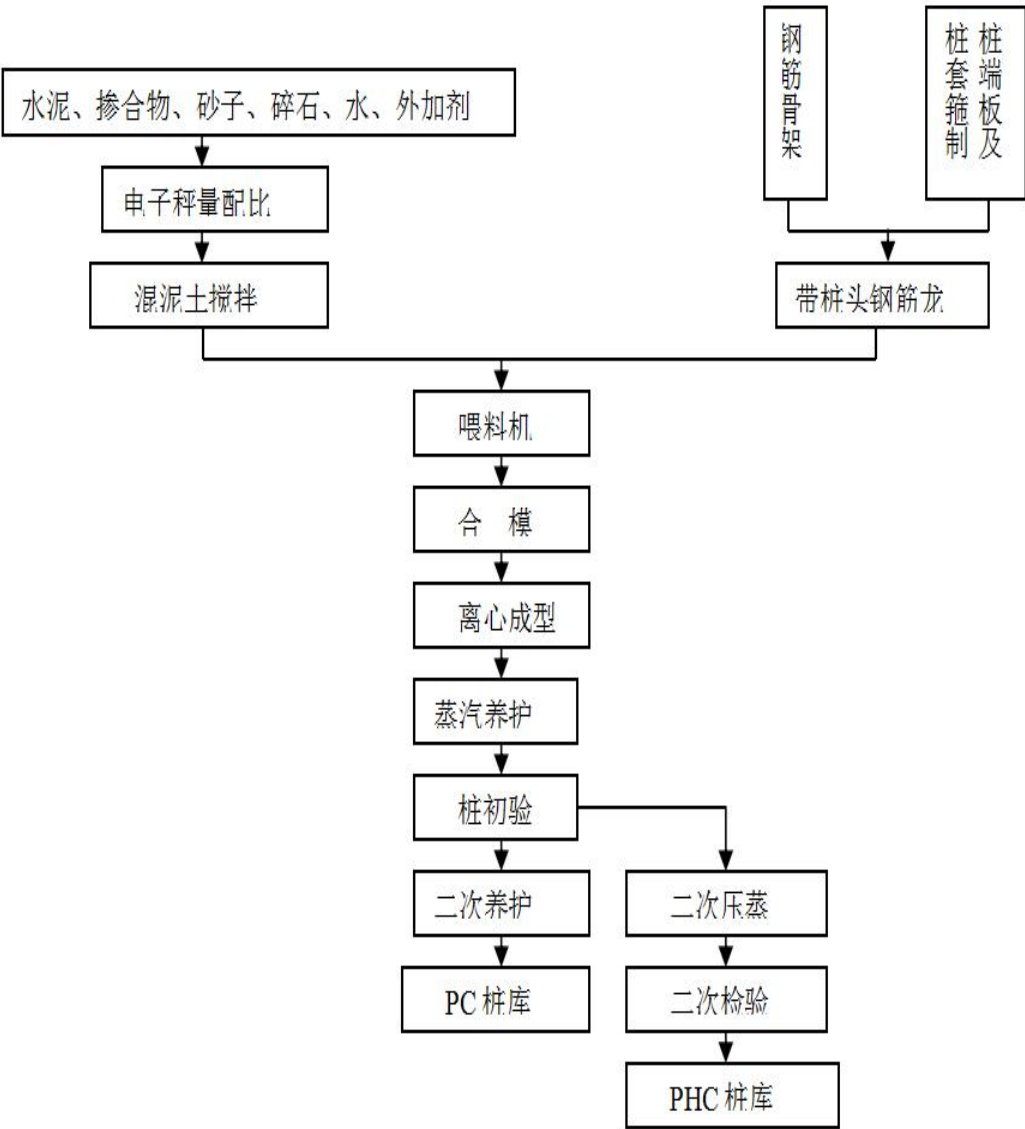 钢筋骨架
桩端板及
桩套箍制
水泥、掺合物、砂子、碎石、水、外加剂
电子秤量配比
混泥土搅拌
带桩头钢筋龙
喂料机
合 模
离心成型
蒸汽养护
桩初验
二次养护
二次压蒸
PC 桩库
二次检验
PHC 桩库